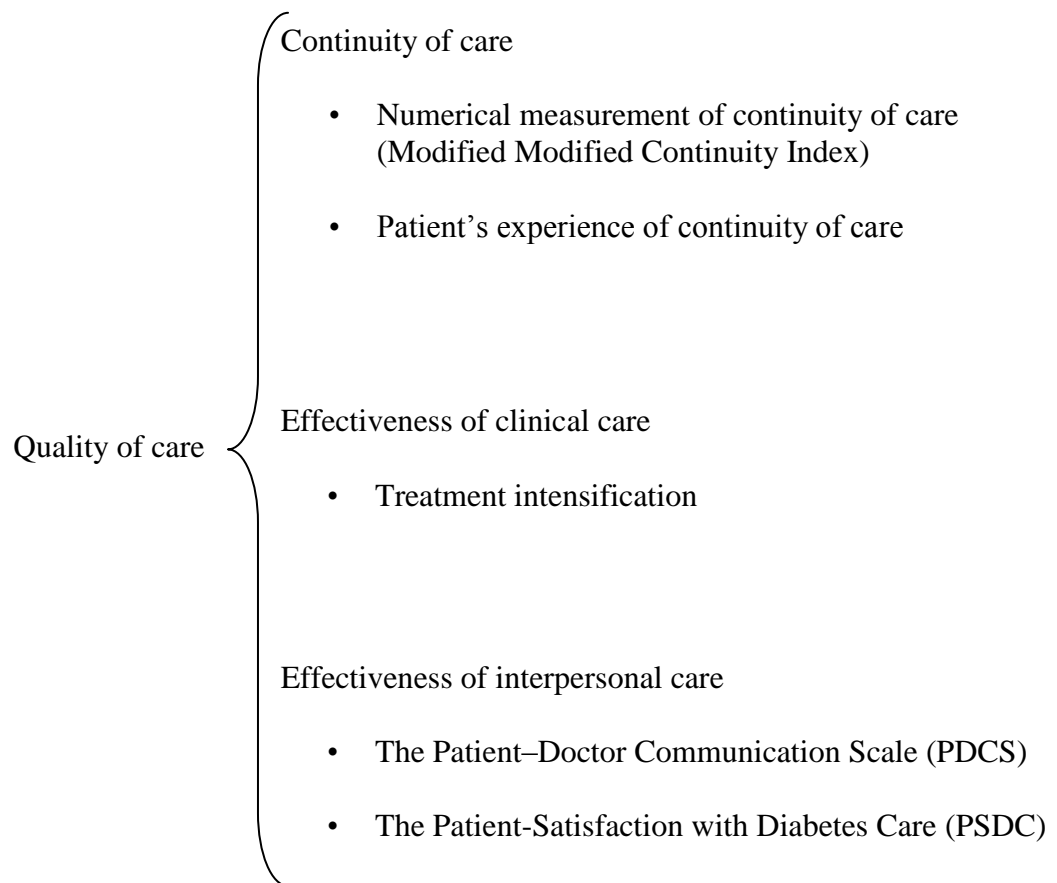 Continuity of care
• Numerical measurement of continuity of care
(Modified Modified Continuity Index)
• Patient’s experience of continuity of care
Effectiveness of clinical care
Quality of care
• Treatment intensification
Effectiveness of interpersonal care
• The Patient–Doctor Communication Scale (PDCS)
• The Patient-Satisfaction with Diabetes Care (PSDC)